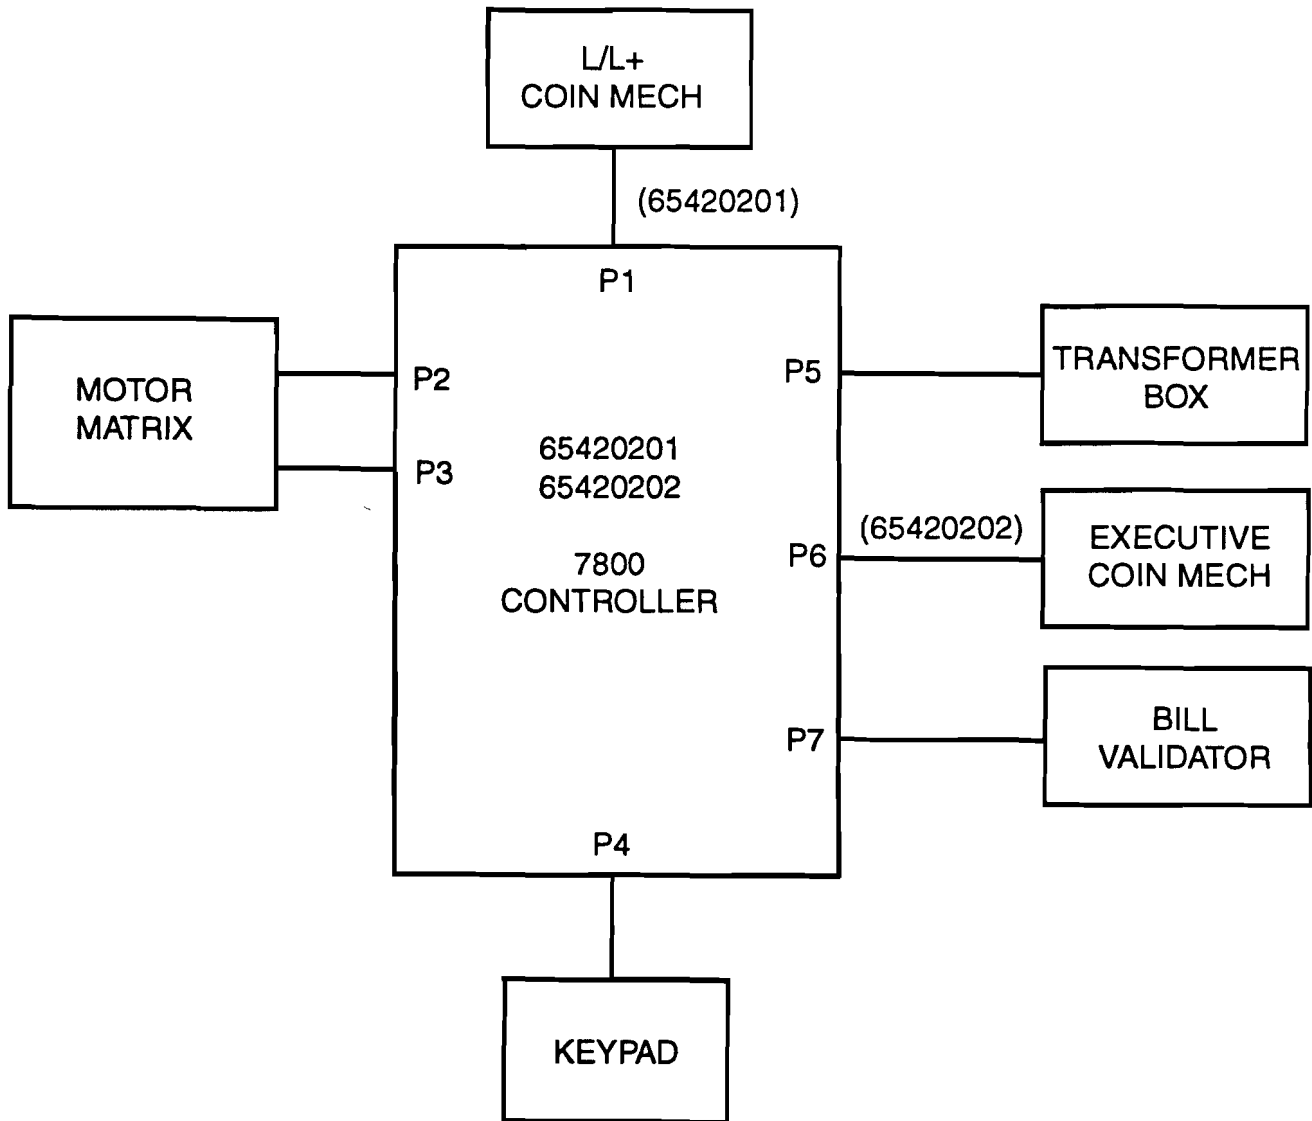 L/L+
COIN MECH
(65420201)
P1
MOTOR
MATRIX
P2
P3
65420201
65420202
7800
CONTROLLER
P5
TRANSFORMER
BOX
P6
(65420202)
EXECUTIVE
COIN MECH
P7
BILL
VALIDATOR
P4
KEYPAD